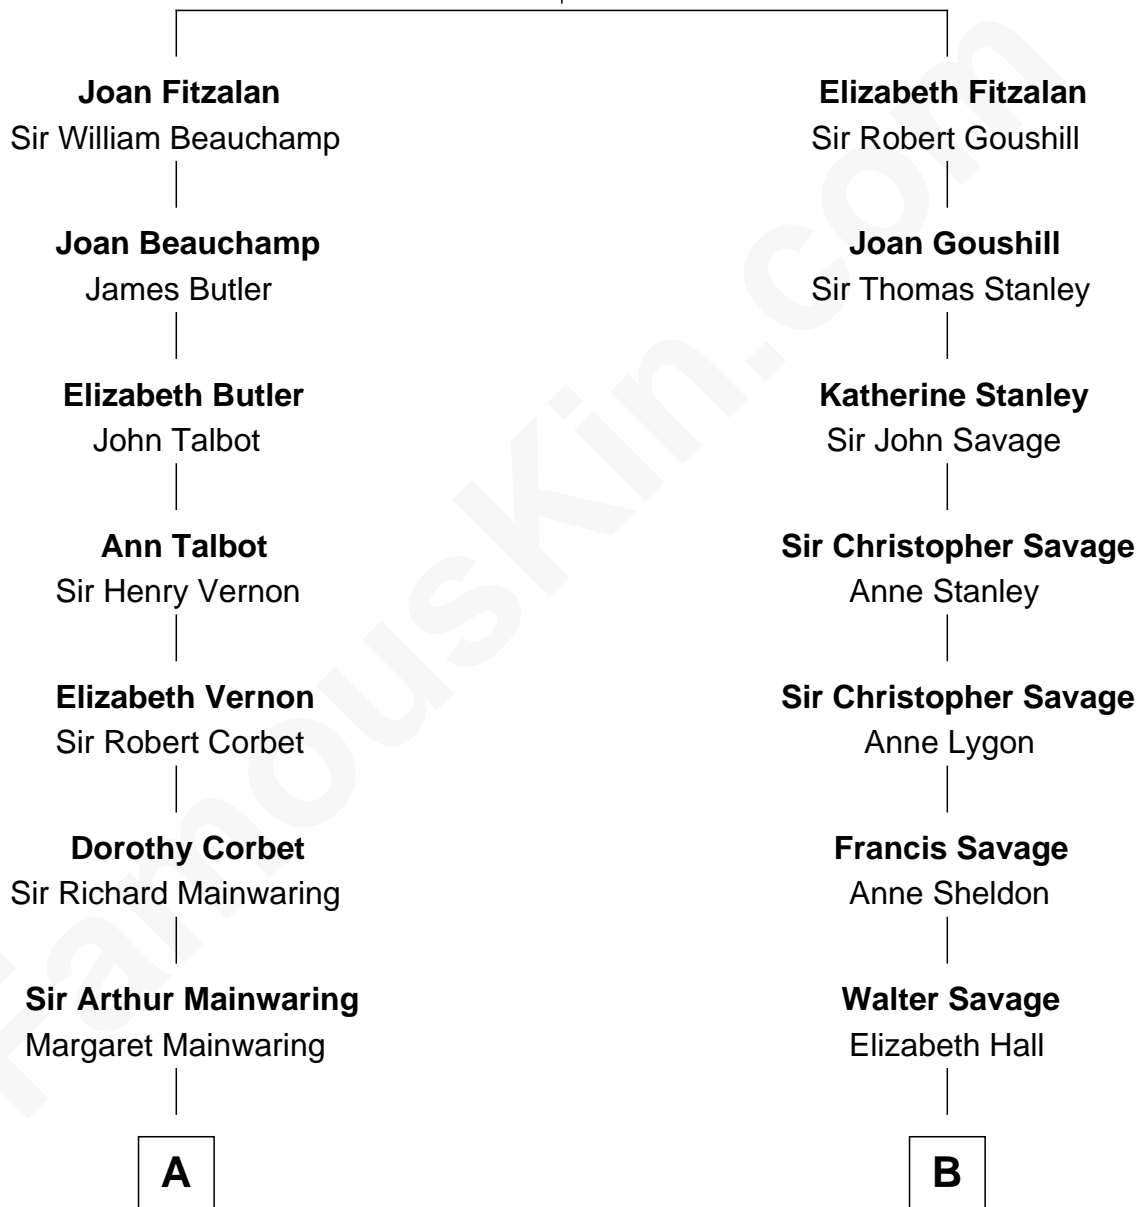 Joan Fitzalan
Sir William Beauchamp
Joan Beauchamp
James Butler
Elizabeth Butler
John Talbot
Ann Talbot
Sir Henry Vernon
Elizabeth Vernon
Sir Robert Corbet
Dorothy Corbet
Sir Richard Mainwaring
Sir Arthur Mainwaring
Margaret Mainwaring
A
Elizabeth Fitzalan
Sir Robert Goushill
Joan Goushill
Sir Thomas Stanley
Katherine Stanley
Sir John Savage
Sir Christopher Savage
Anne Stanley
Sir Christopher Savage
Anne Lygon
Francis Savage
Anne Sheldon
Walter Savage
Elizabeth Hall
B
FamousKin.com